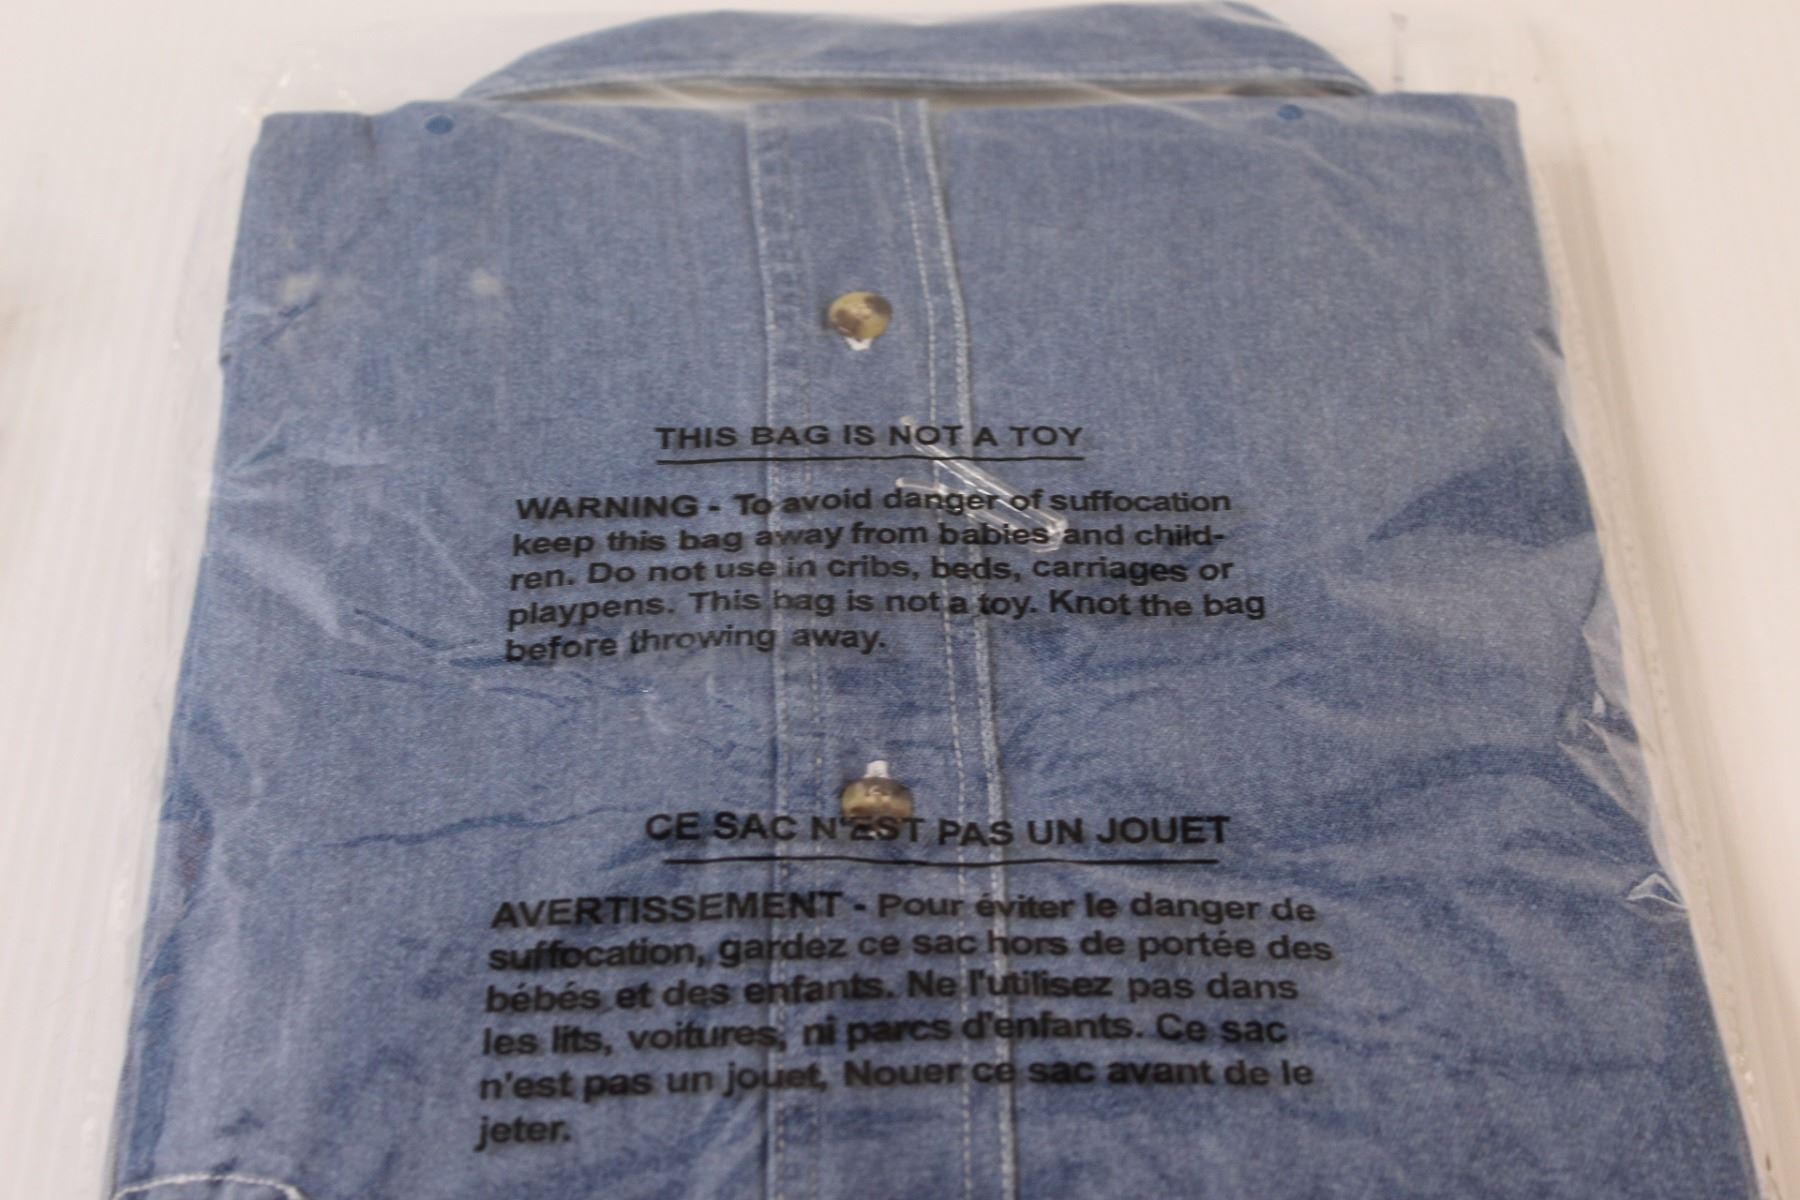 THIS BAG IS NOT A TOY
WARNING - To avoid danger of suffocation
keep this bag away from babies and child-
ren. Do not use in cribs, beds, carriages or
playpens. This bag is not a toy. Knot the bag
before throwing away.
CE SAC N'EST PAS UN JOUET
AVERTISSEMENT - Pour éviter le danger de
suffocation, gardez ce sac hors de portée des
bébés et des enfants. Ne l'utilisez pas dans
les lits, voitures, ni parcs d'enfants. Ce sac
n'est pas un jouet, Nouer ce sac avant de le
jeter.